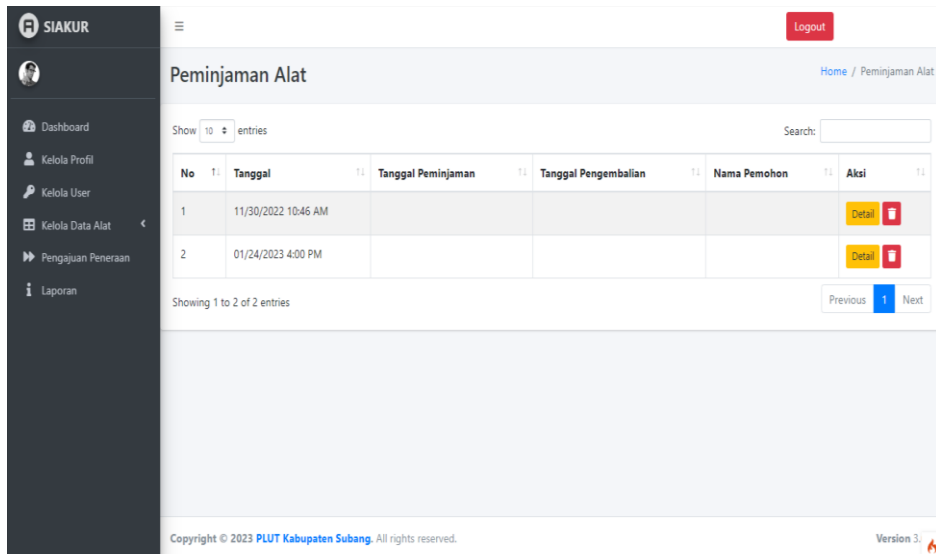 SIAKUR
Logout
Peminjaman Alat
Home / Peminjaman Alat
Dashboard
Kelola Profil
Kelola User
Kelola Data Alat
Pengajuan Peneraan
Laporan
Show 10 entries
Search:
No Tanggal Tanggal Peminjaman Tanggal Pengembalian Nama Pemohon Aksi
1 11/30/2022 10:46 AM Detail
2 01/24/2023 4:00 PM Detail
Showing 1 to 2 of 2 entries
Previous 1 Next
Copyright © 2023 PLUT Kabupaten Subang. All rights reserved.
Version 3.